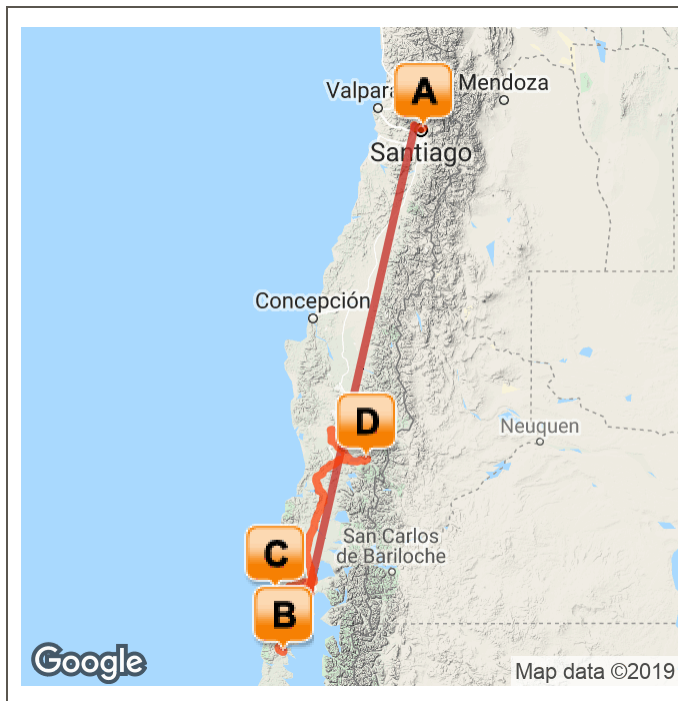 A
Valpara
Mendoza
Santiago
Concepción
D
Neuquen
San Carlos
de Bariloche
C
B
Google
Map data ©2019